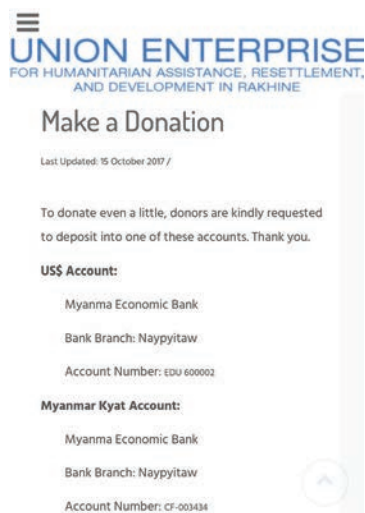 UNION ENTERPRISE
FOR HUMANITARIAN ASSISTANCE, RESETTLEMENT,
AND DEVELOPMENT IN RAKHINE
Make a Donation
Last Updated: 15 October 2017 /
To donate even a little, donors are kindly requested
to deposit into one of these accounts. Thank you.
US$ Account:
Myanma Economic Bank
Bank Branch: Naypyitaw
Account Number: EDU 600002
Myanmar Kyat Account:
Myanma Economic Bank
Bank Branch: Naypyitaw
Account Number: CF-003434